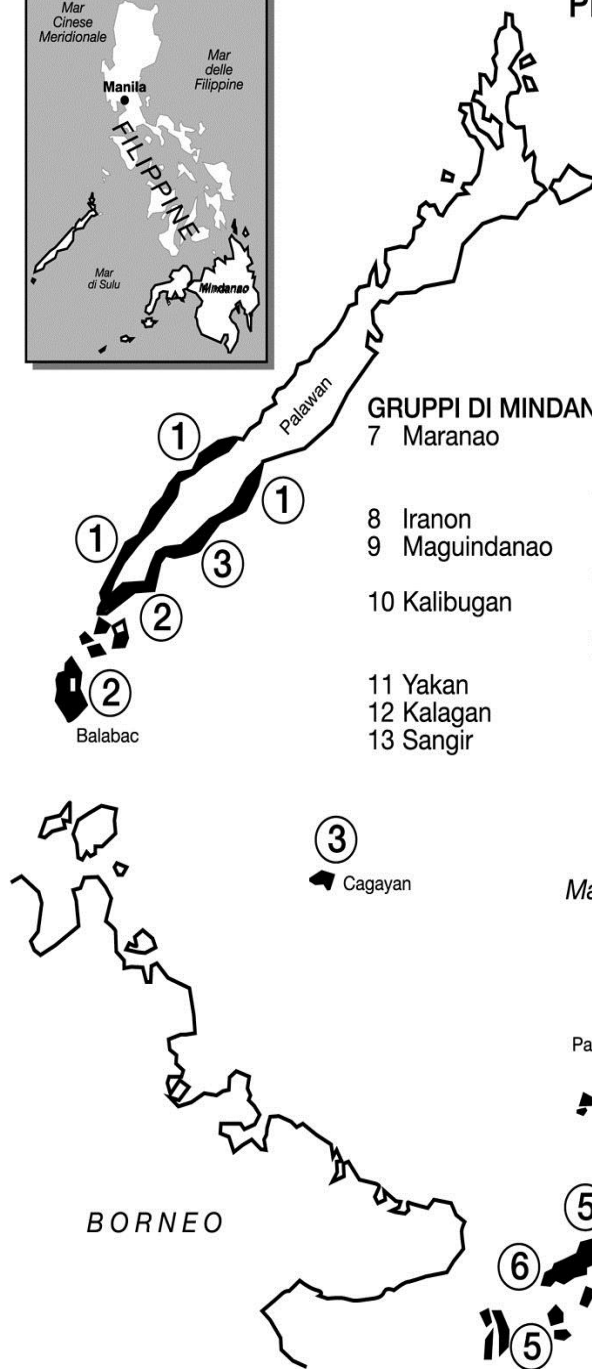 Mar
Cinese
Meridionale
Mar
delle
Filippine
Manila
FILIPPINE
Mar
di Sulu
Mindanao
Palawan
GRUPPI DI MINDAN
7 Maranao
8 Iranon
9 Maguindanao
10 Kalibugan
11 Yakan
12 Kalagan
13 Sangir
1
1
1
3
2
2
Balabac
3
Cagayan
Ma
Pa
BORNEO
5
6
5